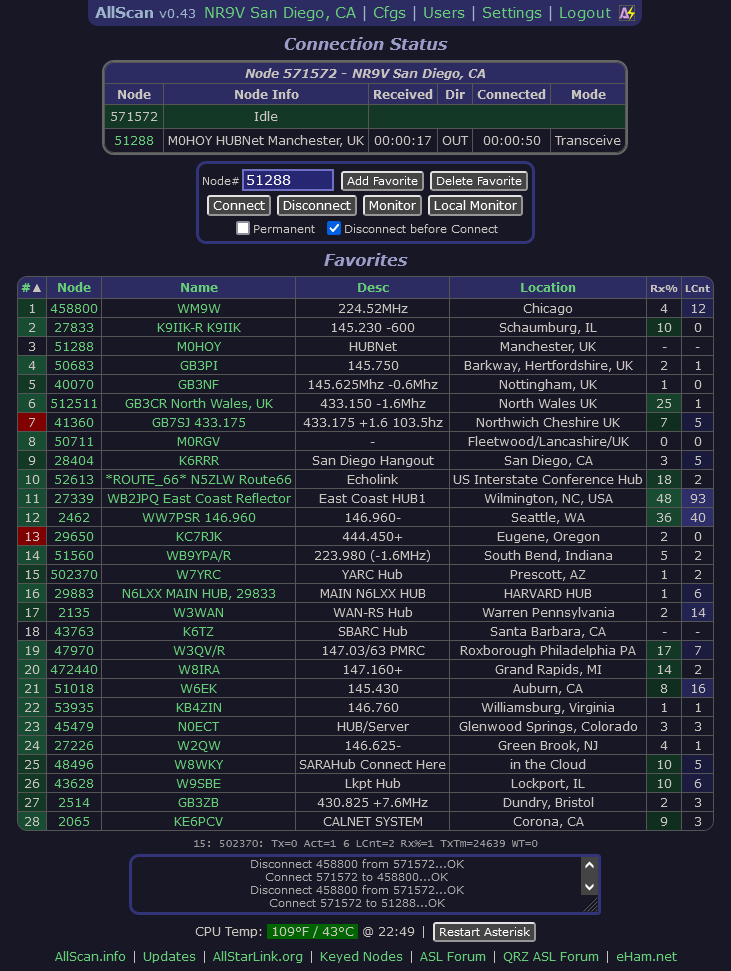 AllScan v0.43 NR9V San Diego, CA | Cfgs | Users | Settings | Logout
Connection Status
Node 571572 - NR9V San Diego, CA
Node Node Info Received Dir Connected Mode
571572 Idle
51288 M0HOY HUBNet Manchester, UK 00:00:17 OUT 00:00:50 Transceive
Node# 51288 Add Favorite Delete Favorite
Connect Disconnect Monitor Local Monitor
Permanent Disconnect before Connect
Favorites
#▲ Node Name Desc Location Rx% LCnt
1 458800 WM9W 224.52MHz Chicago 4 12
2 27833 K9IIK-R K9IIK 145.230 -600 Schaumburg, IL 10 0
3 51288 M0HOY HUBNet Manchester, UK - -
4 50683 GB3PI 145.750 Barkway, Hertfordshire, UK 2 1
5 40070 GB3NF 145.625Mhz -0.6Mhz Nottingham, UK 1 0
6 512511 GB3CR North Wales, UK 433.150 -1.6Mhz North Wales UK 25 1
7 41360 GB7SJ 433.175 433.175 +1.6 103.5hz Northwich Cheshire UK 7 5
8 50711 M0RGV - Fleetwood/Lancashire/UK 0 0
9 28404 K6RRR San Diego Hangout San Diego, CA 3 5
10 52613 *ROUTE_66* N5ZLW Route66 Echolink US Interstate Conference Hub 18 2
11 27339 WB2JPQ East Coast Reflector East Coast HUB1 Wilmington, NC, USA 48 93
12 2462 WW7PSR 146.960 146.960- Seattle, WA 36 40
13 29650 KC7RJK 444.450+ Eugene, Oregon 2 0
14 51560 WB9YPA/R 223.980 (-1.6MHz) South Bend, Indiana 5 2
15 502370 W7YRC YARC Hub Prescott, AZ 1 2
16 29883 N6LXX MAIN HUB, 29833 MAIN N6LXX HUB HARVARD HUB 1 6
17 2135 W3WAN WAN-RS Hub Warren Pennsylvania 2 14
18 43763 K6TZ SBARC Hub Santa Barbara, CA - -
19 47970 W3QV/R 147.03/63 PMRC Roxborough Philadelphia PA 17 7
20 472440 W8IRA 147.160+ Grand Rapids, MI 14 2
21 51018 W6EK 145.430 Auburn, CA 8 16
22 53935 KB4ZIN 146.760 Williamsburg, Virginia 1 1
23 45479 N0ECT HUB/Server Glenwood Springs, Colorado 3 3
24 27226 W2QW 146.625- Green Brook, NJ 4 1
25 48496 W8WKY SARAHub Connect Here in the Cloud 10 5
26 43628 W9SBE Lkpt Hub Lockport, IL 10 6
27 2514 GB3ZB 430.825 +7.6MHz Dundry, Bristol 2 3
28 2065 KE6PCV CALNET SYSTEM Corona, CA 9 3
15: 502370: Tx=0 Act=1 6 LCnt=2 Rx%=1 TxTm=24639 WT=0
Disconnect 458800 from 571572...OK
Connect 571572 to 458800...OK
Disconnect 458800 from 571572...OK
Connect 571572 to 51288...OK
CPU Temp: 109°F / 43°C @ 22:49 | Restart Asterisk
AllScan.info | Updates | AllStarLink.org | Keyed Nodes | ASL Forum | QRZ ASL Forum | eHam.net